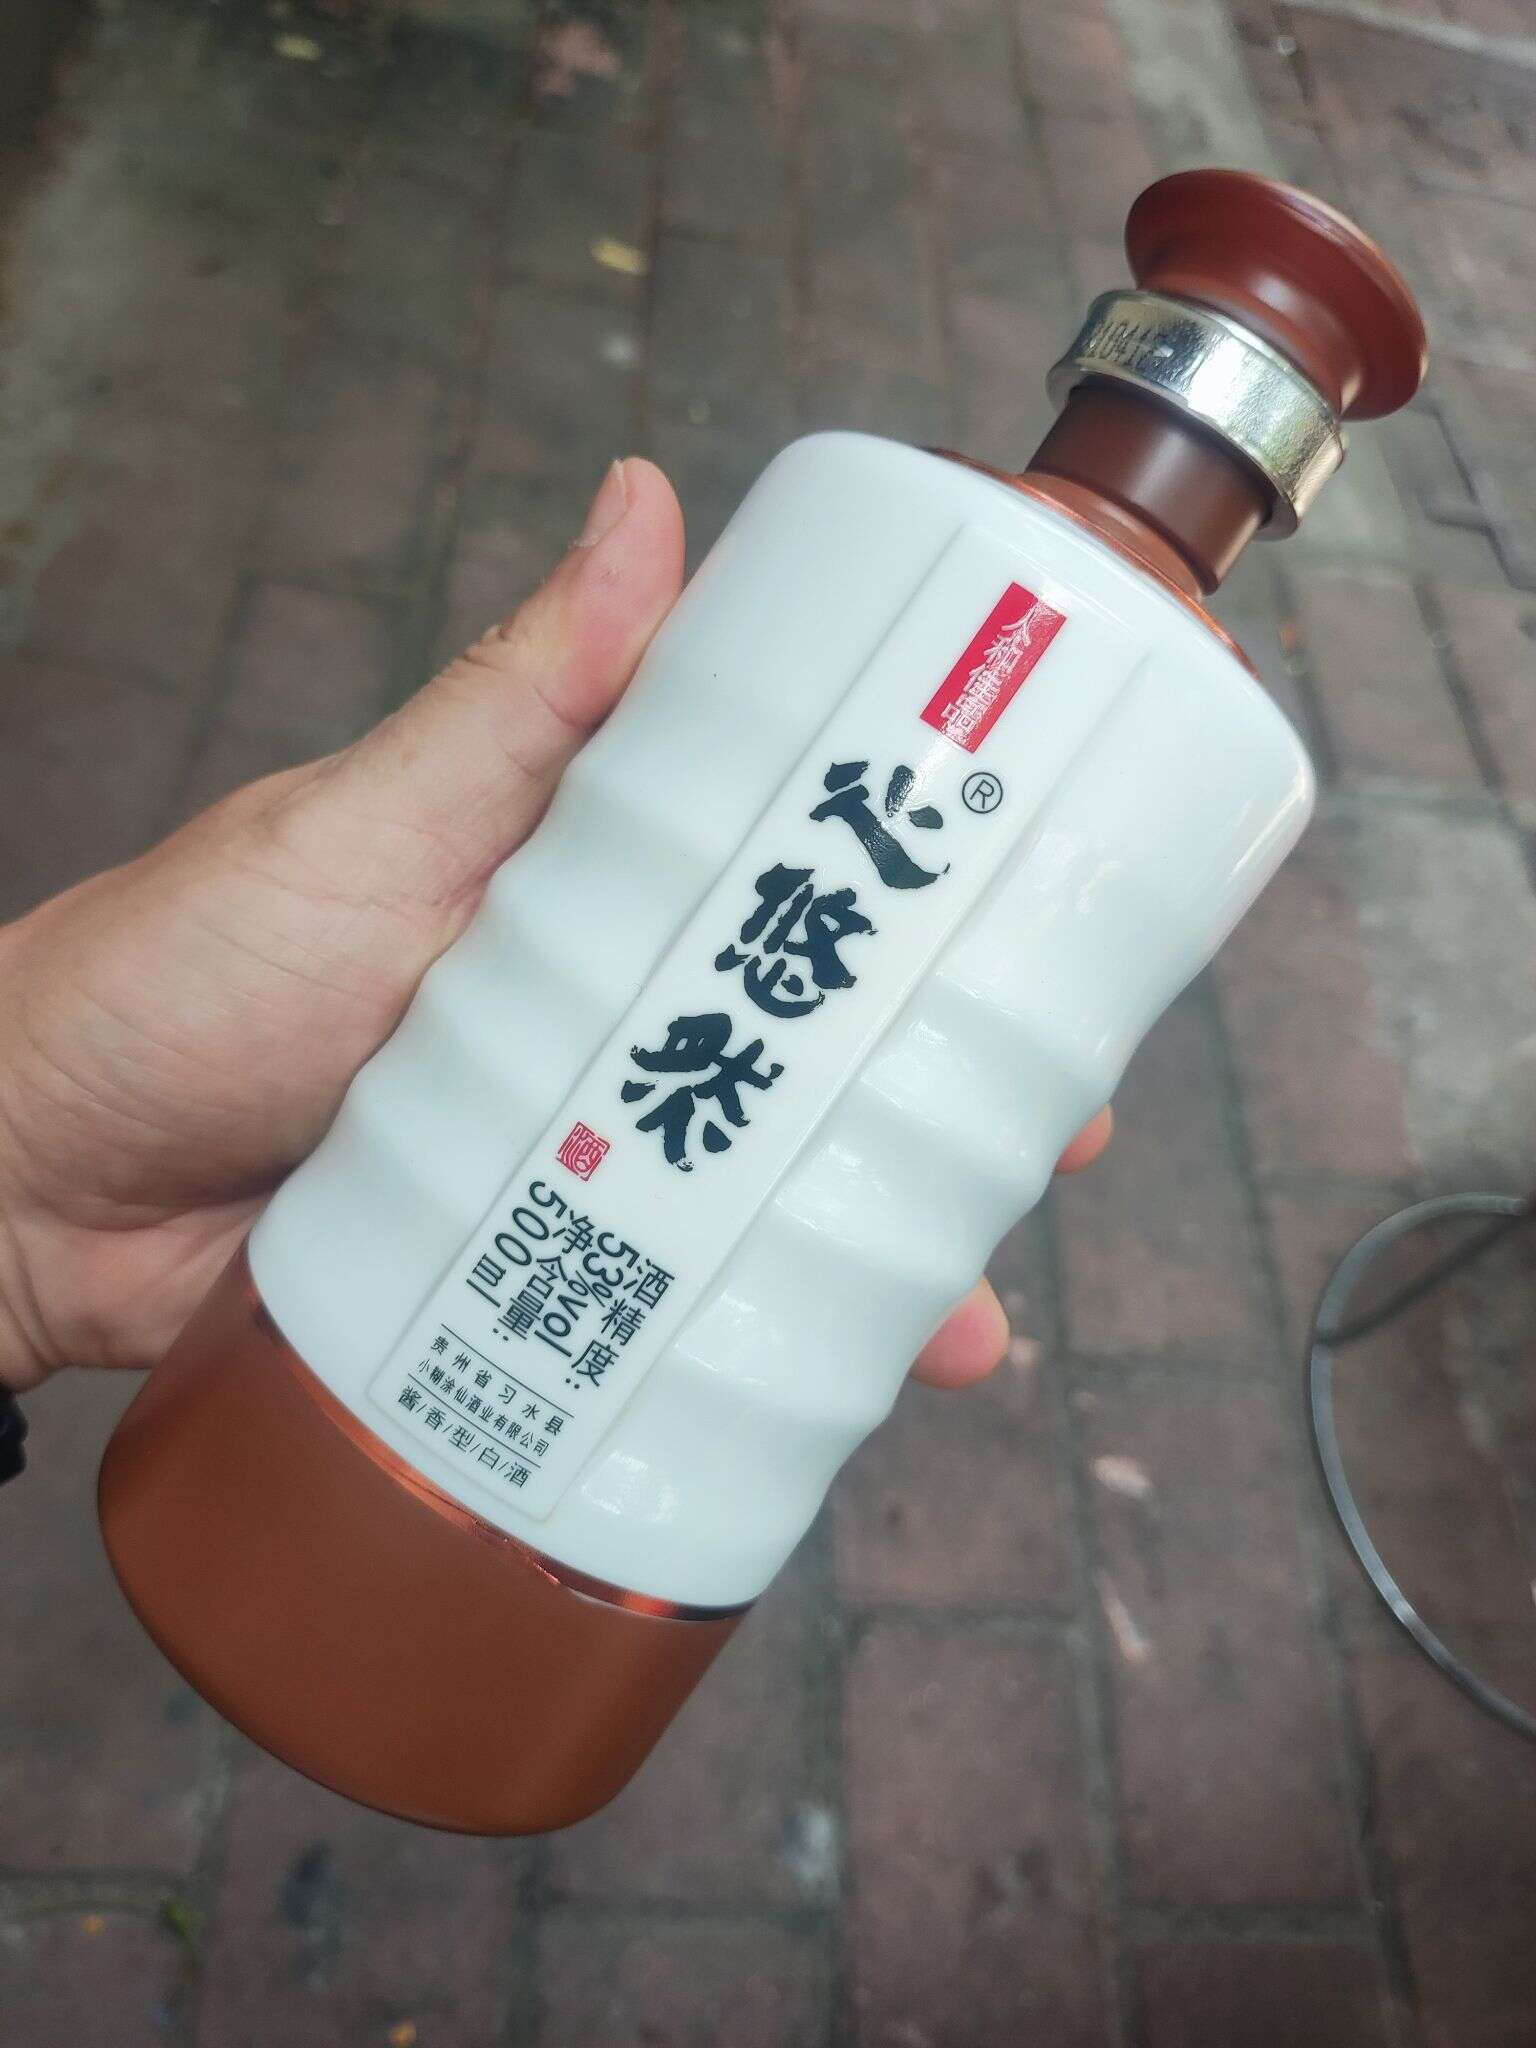 人和佳酿
®
心悠然
酒
酒精度:
53%vol
净含量:
500ml
贵州省习水县
小糊涂仙酒业有限公司
酱/香/型/白/酒